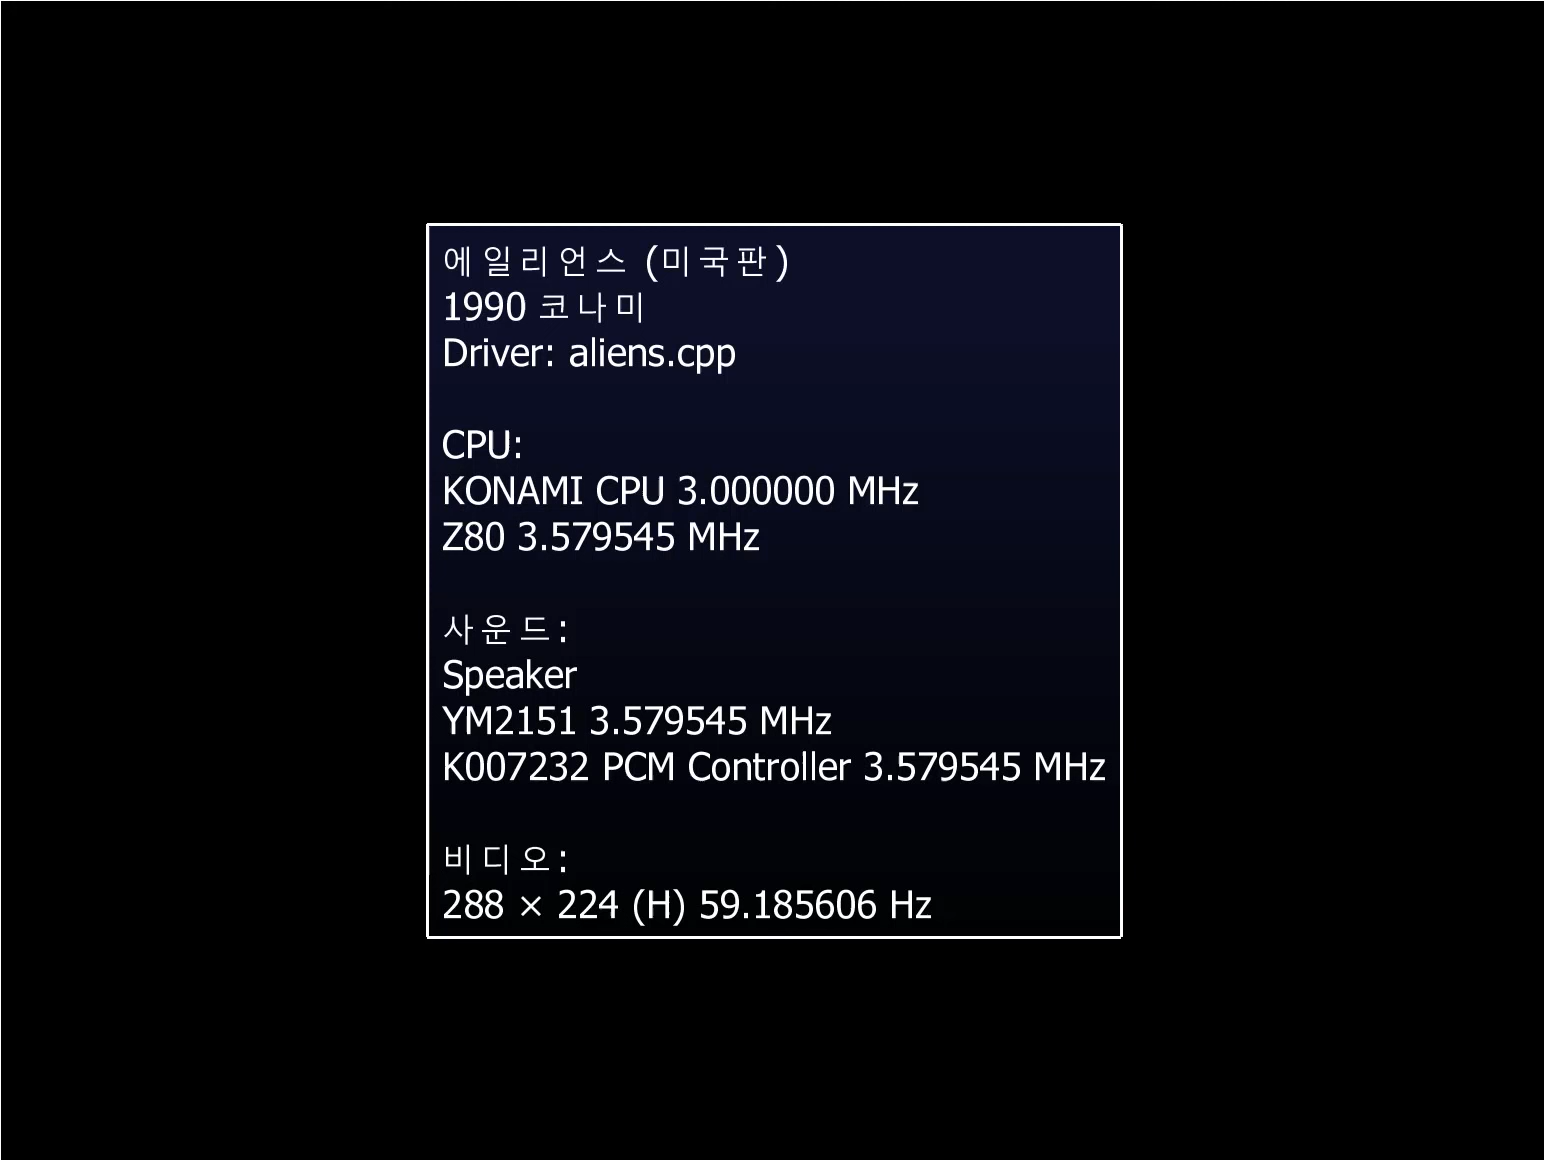 에일리언스 (미국판)
1990 코나미
Driver: aliens.cpp
CPU:
KONAMI CPU 3.000000 MHz
Z80 3.579545 MHz
사운드:
Speaker
YM2151 3.579545 MHz
K007232 PCM Controller 3.579545 MHz
비디오:
288 × 224 (H) 59.185606 Hz